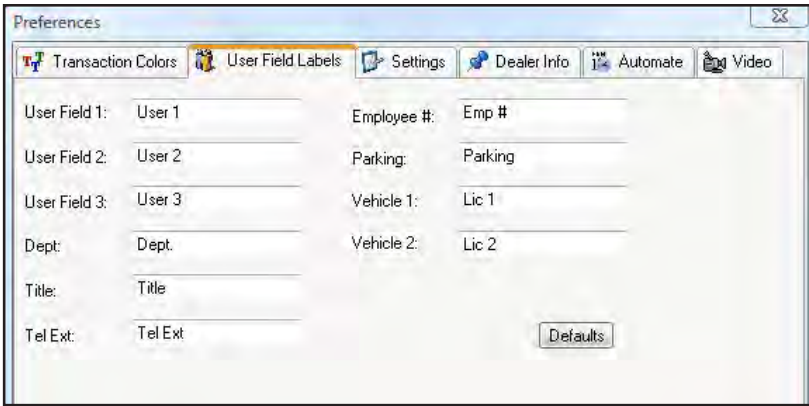 Preferences
Transaction Colors User Field Labels Settings Dealer Info Automate Video
User Field 1: User 1 Employee #: Emp #
User Field 2: User 2 Parking: Parking
User Field 3: User 3 Vehicle 1: Lic 1
Dept: Dept. Vehicle 2: Lic 2
Title: Title
Tel Ext: Tel Ext Defaults